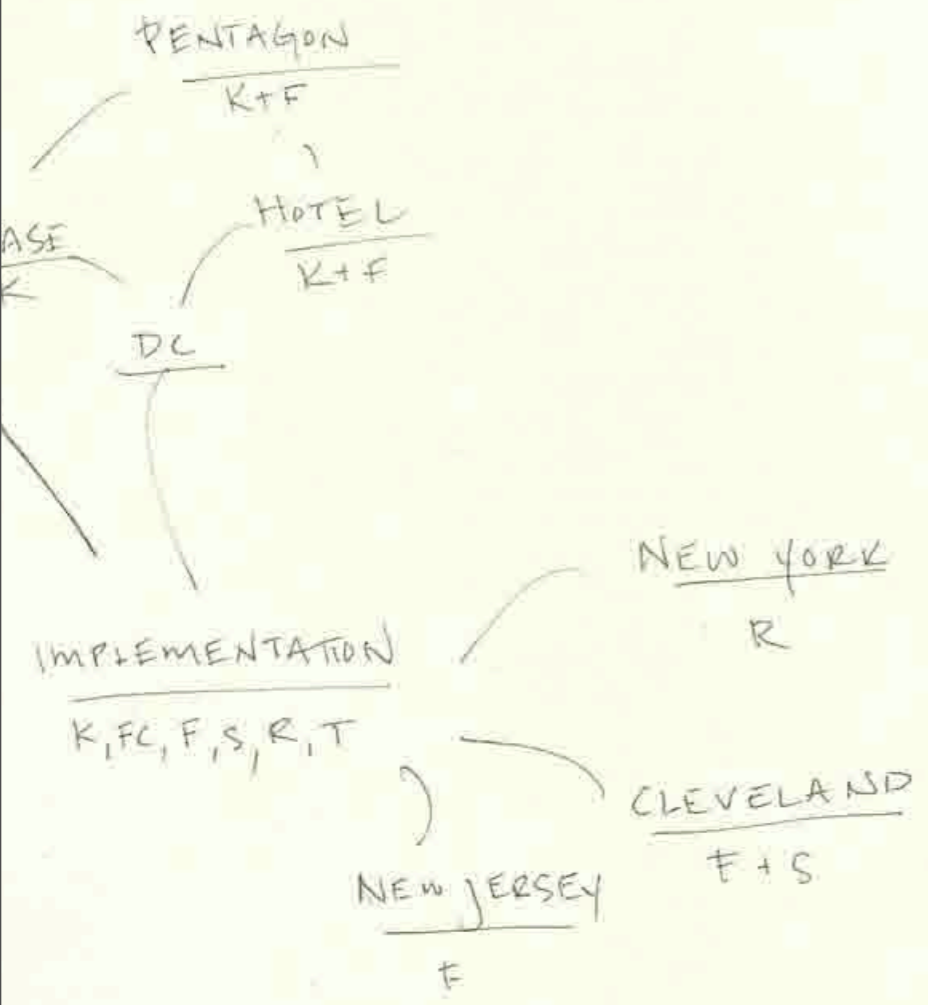 PENTAGON
K+F
HOTEL
K+F
ASE
K
DC
NEW YORK
R
IMPLEMENTATION
K, FC, F, S, R, T
CLEVELAND
F + S
NEW JERSEY
F